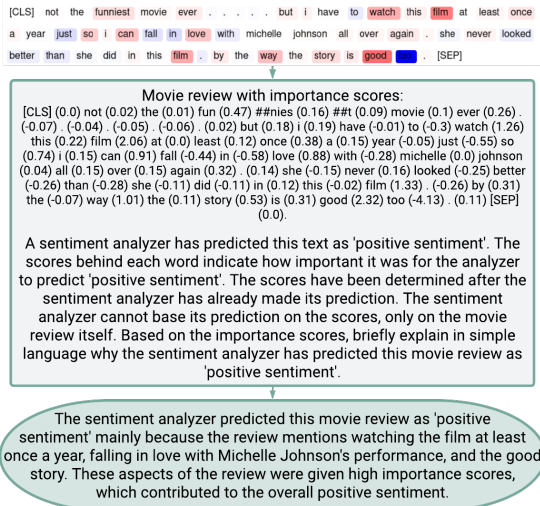 [CLS] not the funniest movie ever . . . . . but i have to watch this film at least once
a year just so i can fall in love with michelle johnson all over again . she never looked
better than she did in this film . by the way the story is good too . [SEP]
Movie review with importance scores:
[CLS] (0.0) not (0.02) the (0.01) fun (0.47) ##nies (0.16) ##t (0.09) movie (0.1) ever (0.26) .
(-0.07) . (-0.04) . (-0.05) . (-0.06) . (0.02) but (0.18) i (0.19) have (-0.01) to (-0.3) watch (1.26)
this (0.22) film (2.06) at (0.0) least (0.12) once (0.38) a (0.15) year (-0.05) just (-0.55) so
(0.74) i (0.15) can (0.91) fall (-0.44) in (-0.58) love (0.88) with (-0.28) michelle (0.0) johnson
(0.04) all (0.15) over (0.15) again (0.32) . (0.14) she (-0.15) never (0.16) looked (-0.25) better
(-0.26) than (-0.28) she (-0.11) did (-0.11) in (0.12) this (-0.02) film (1.33) . (-0.26) by (0.31)
the (-0.07) way (1.01) the (0.11) story (0.53) is (0.31) good (2.32) too (-4.13) . (0.11) [SEP]
(0.0).
A sentiment analyzer has predicted this text as 'positive sentiment'. The
scores behind each word indicate how important it was for the analyzer
to predict 'positive sentiment'. The scores have been determined after the
sentiment analyzer has already made its prediction. The sentiment
analyzer cannot base its prediction on the scores, only on the movie
review itself. Based on the importance scores, briefly explain in simple
language why the sentiment analyzer has predicted this movie review as
'positive sentiment'.
The sentiment analyzer predicted this movie review as 'positive
sentiment' mainly because the review mentions watching the film at least
once a year, falling in love with Michelle Johnson's performance, and the good
story. These aspects of the review were given high importance scores,
which contributed to the overall positive sentiment.